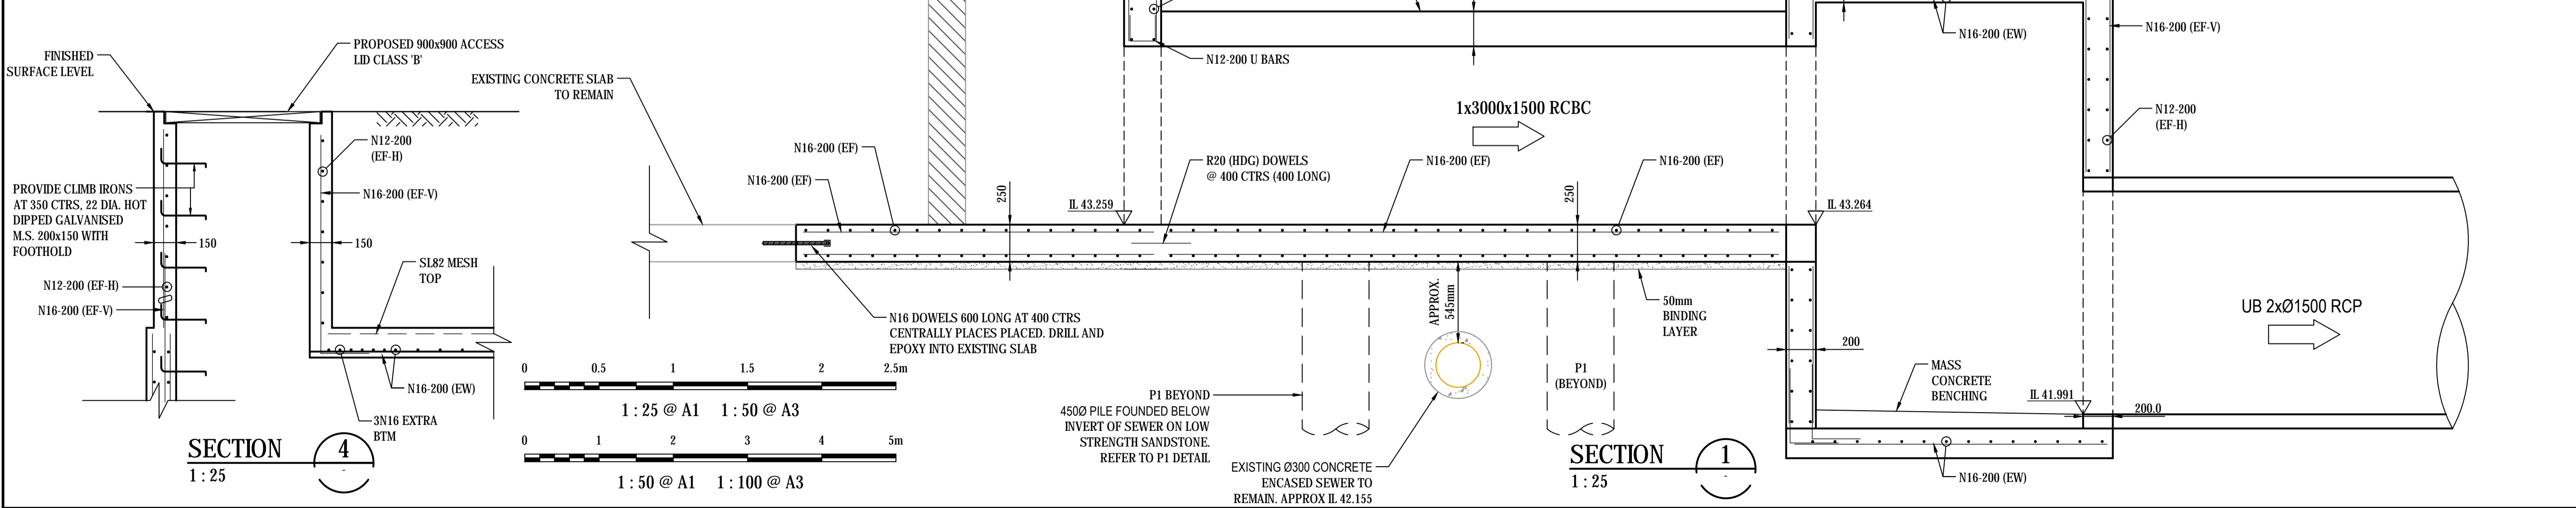 FINISHED
SURFACE LEVEL
PROPOSED 900x900 ACCESS
LID CLASS 'B'
N12-200
(EF-H)
PROVIDE CLIMB IRONS
AT 350 CTRS, 22 DIA. HOT
DIPPED GALVANISED
M.S. 200x150 WITH
FOOTHOLD
N16-200 (EF-V)
150
150
SL82 MESH
TOP
N12-200 (EF-H)
N16-200 (EF-V)
N16-200 (EW)
3N16 EXTRA
BTM
SECTION
4
-
1 : 25
EXISTING CONCRETE SLAB
TO REMAIN
N16-200 (EF)
N16-200 (EF)
250
N16 DOWELS 600 LONG AT 400 CTRS
CENTRALLY PLACES PLACED. DRILL AND
EPOXY INTO EXISTING SLAB
0 0.5 1 1.5 2 2.5m
1 : 25 @ A1 1 : 50 @ A3
0 1 2 3 4 5m
1 : 50 @ A1 1 : 100 @ A3
N12-200 U BARS
1x3000x1500 RCBC
R20 (HDG) DOWELS
@ 400 CTRS (400 LONG)
N16-200 (EF)
N16-200 (EF)
IL 43.259
250
IL 43.264
APPROX.
545mm
50mm
BINDING
LAYER
P1 BEYOND
450Ø PILE FOUNDED BELOW
INVERT OF SEWER ON LOW
STRENGTH SANDSTONE.
REFER TO P1 DETAIL
P1
(BEYOND)
EXISTING Ø300 CONCRETE
ENCASED SEWER TO
REMAIN. APPROX IL 42.155
SECTION
1
-
1 : 25
N16-200 (EW)
N16-200 (EF-V)
N12-200
(EF-H)
200
MASS
CONCRETE
BENCHING
IL 41.991
200.0
N16-200 (EW)
UB 2xØ1500 RCP